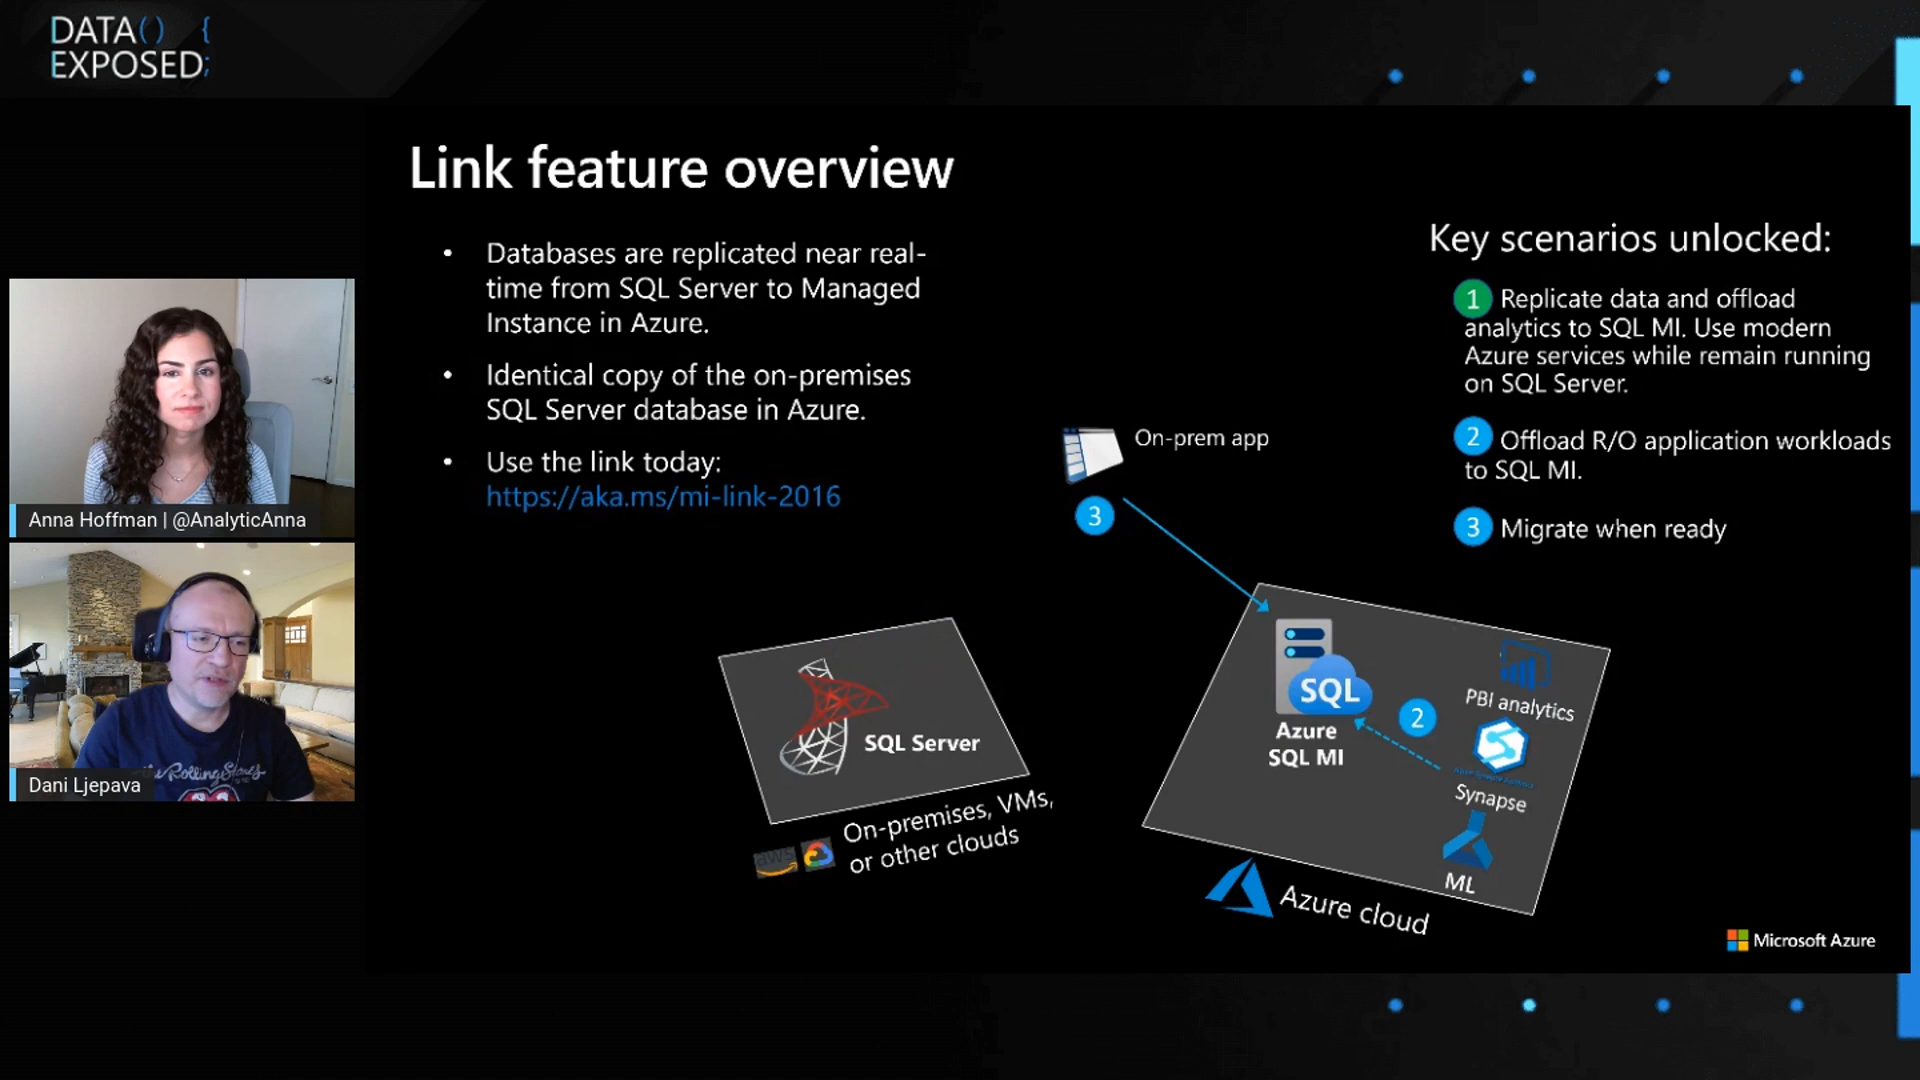 DATA() {
EXPOSED;
Link feature overview
• Databases are replicated near real-
time from SQL Server to Managed
Instance in Azure.
• Identical copy of the on-premises
SQL Server database in Azure.
• Use the link today:
https://aka.ms/mi-link-2016
Key scenarios unlocked:
1 Replicate data and offload
analytics to SQL MI. Use modern
Azure services while remain running
on SQL Server.
2 Offload R/O application workloads
to SQL MI.
3 Migrate when ready
On-prem app
3
SQL Server
aws
On-premises, VMs,
or other clouds
SQL
Azure
SQL MI
2
PBI analytics
Synapse
ML
Azure cloud
Microsoft Azure
Anna Hoffman | @AnalyticAnna
the Rolling Stones
Dani Ljepava